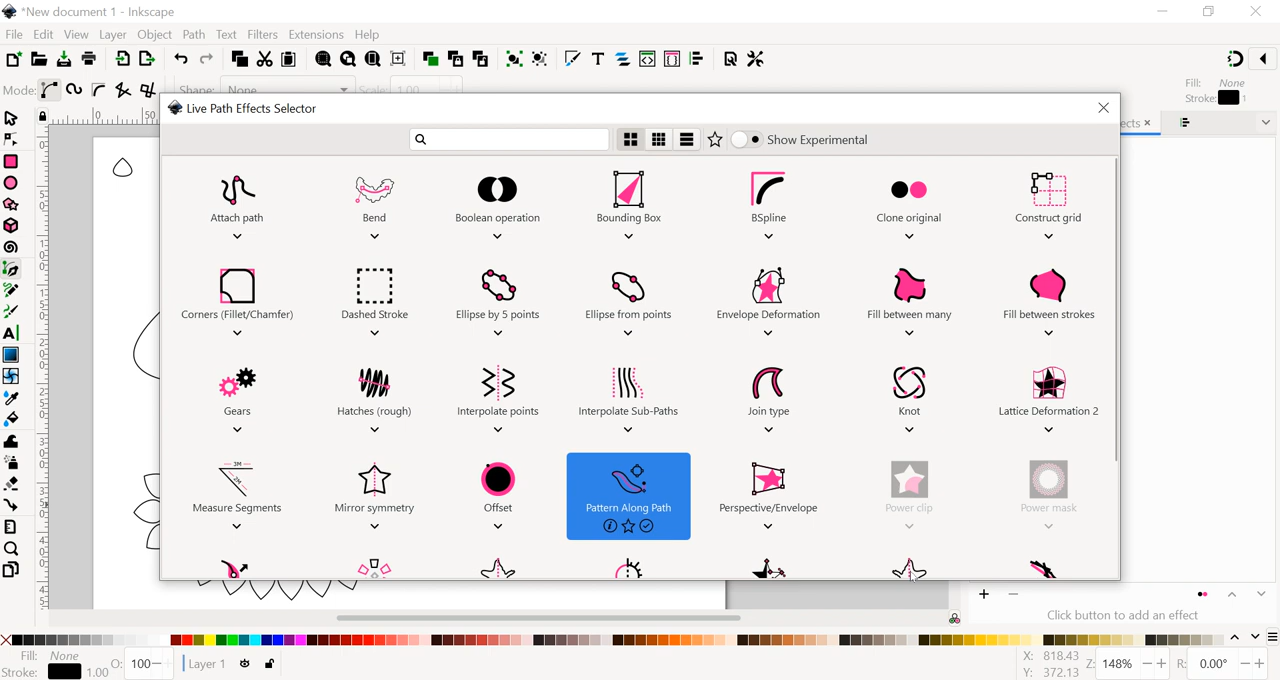 *New document 1 - Inkscape
File Edit View Layer Object Path Text Filters Extensions Help
Mode: Shape: None Scale: 1.00
Fill: None
Stroke: 1
Live Path Effects Selector
ects ×
Show Experimental
Attach path Bend Boolean operation Bounding Box BSpline Clone original Construct grid
Corners (Fillet/Chamfer) Dashed Stroke Ellipse by 5 points Ellipse from points Envelope Deformation Fill between many Fill between strokes
Gears Hatches (rough) Interpolate points Interpolate Sub-Paths Join type Knot Lattice Deformation 2
Measure Segments Mirror symmetry Offset Pattern Along Path Perspective/Envelope Power clip Power mask
Click button to add an effect
Fill: None
Stroke: 1.00 O: 100 Layer 1 X: 818.43 Y: 372.13 Z: 148% R: 0.00°